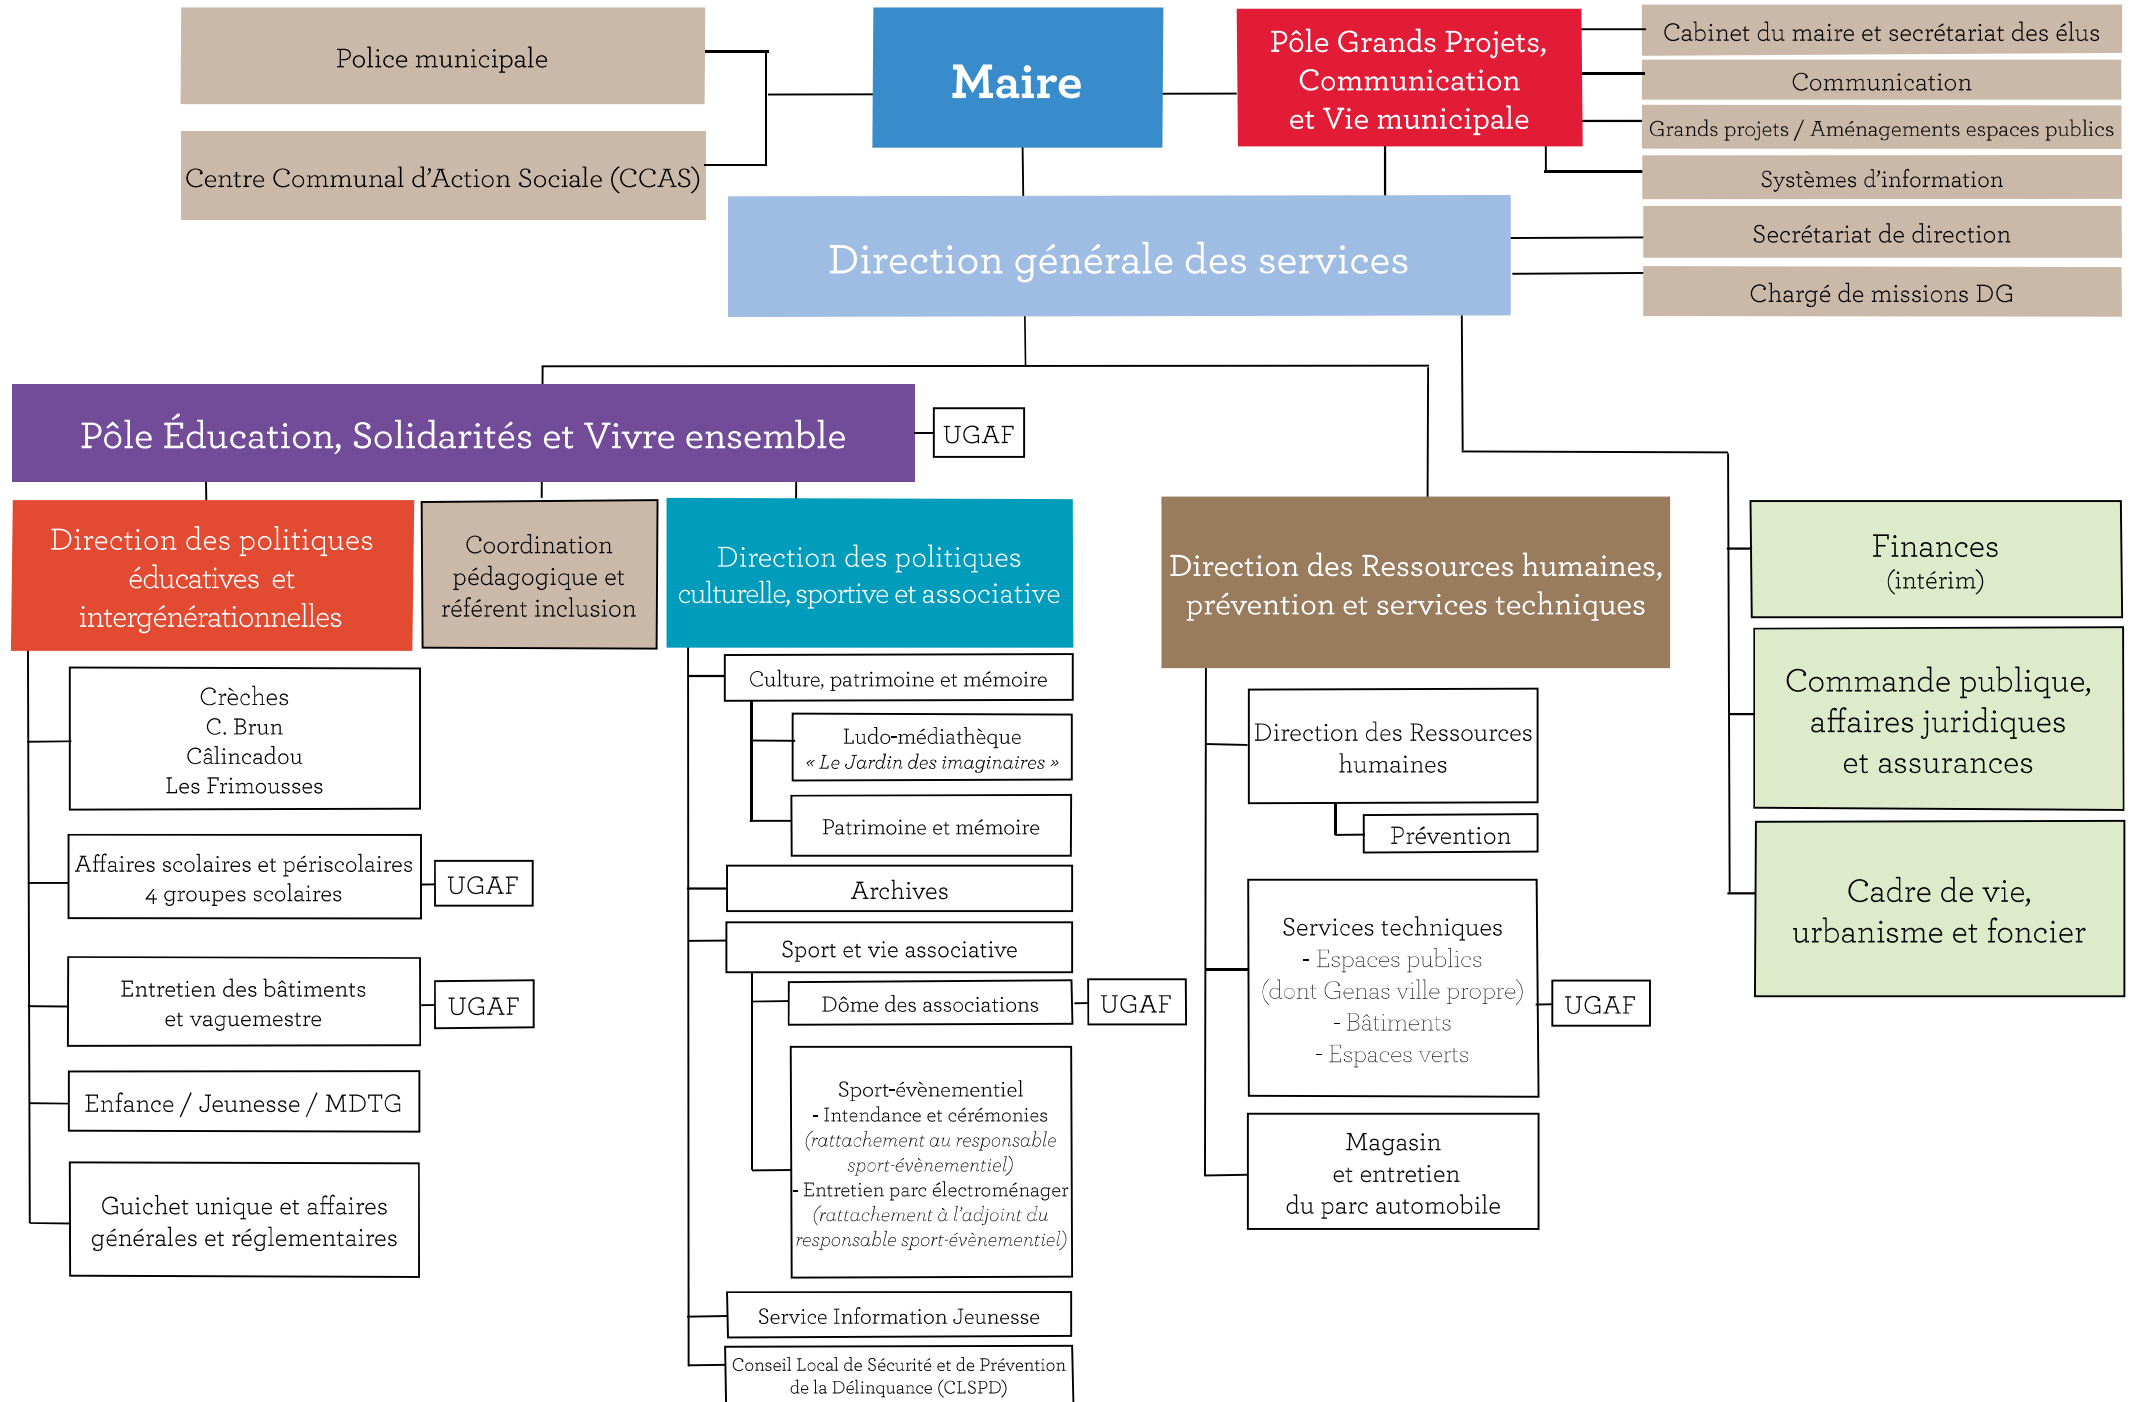 Police municipale
Centre Communal d'Action Sociale (CCAS)
Maire
Pôle Grands Projets,
Communication
et Vie municipale
Cabinet du maire et secrétariat des élus
Communication
Grands projets / Aménagements espaces publics
Systèmes d'information
Secrétariat de direction
Chargé de missions DG
Direction générale des services
Pôle Éducation, Solidarités et Vivre ensemble
UGAF
Direction des politiques
éducatives et
intergénérationnelles
Crèches
C. Brun
Câlincadou
Les Frimousses
Affaires scolaires et périscolaires
4 groupes scolaires
UGAF
Entretien des bâtiments
et vaguemestre
UGAF
Enfance / Jeunesse / MDTG
Guichet unique et affaires
générales et réglementaires
Coordination
pédagogique et
référent inclusion
Direction des politiques
culturelle, sportive et associative
Culture, patrimoine et mémoire
Ludo-médiathèque
« Le Jardin des imaginaires »
Patrimoine et mémoire
Archives
Sport et vie associative
Dôme des associations
UGAF
Sport-évènementiel
- Intendance et cérémonies
(rattachement au responsable
sport-évènementiel)
- Entretien parc électroménager
(rattachement à l'adjoint du
responsable sport-évènementiel)
Service Information Jeunesse
Conseil Local de Sécurité et de Prévention
de la Délinquance (CLSPD)
Direction des Ressources humaines,
prévention et services techniques
Direction des Ressources
humaines
Prévention
Services techniques
- Espaces publics
(dont Genas ville propre)
- Bâtiments
- Espaces verts
UGAF
Magasin
et entretien
du parc automobile
Finances
(intérim)
Commande publique,
affaires juridiques
et assurances
Cadre de vie,
urbanisme et foncier